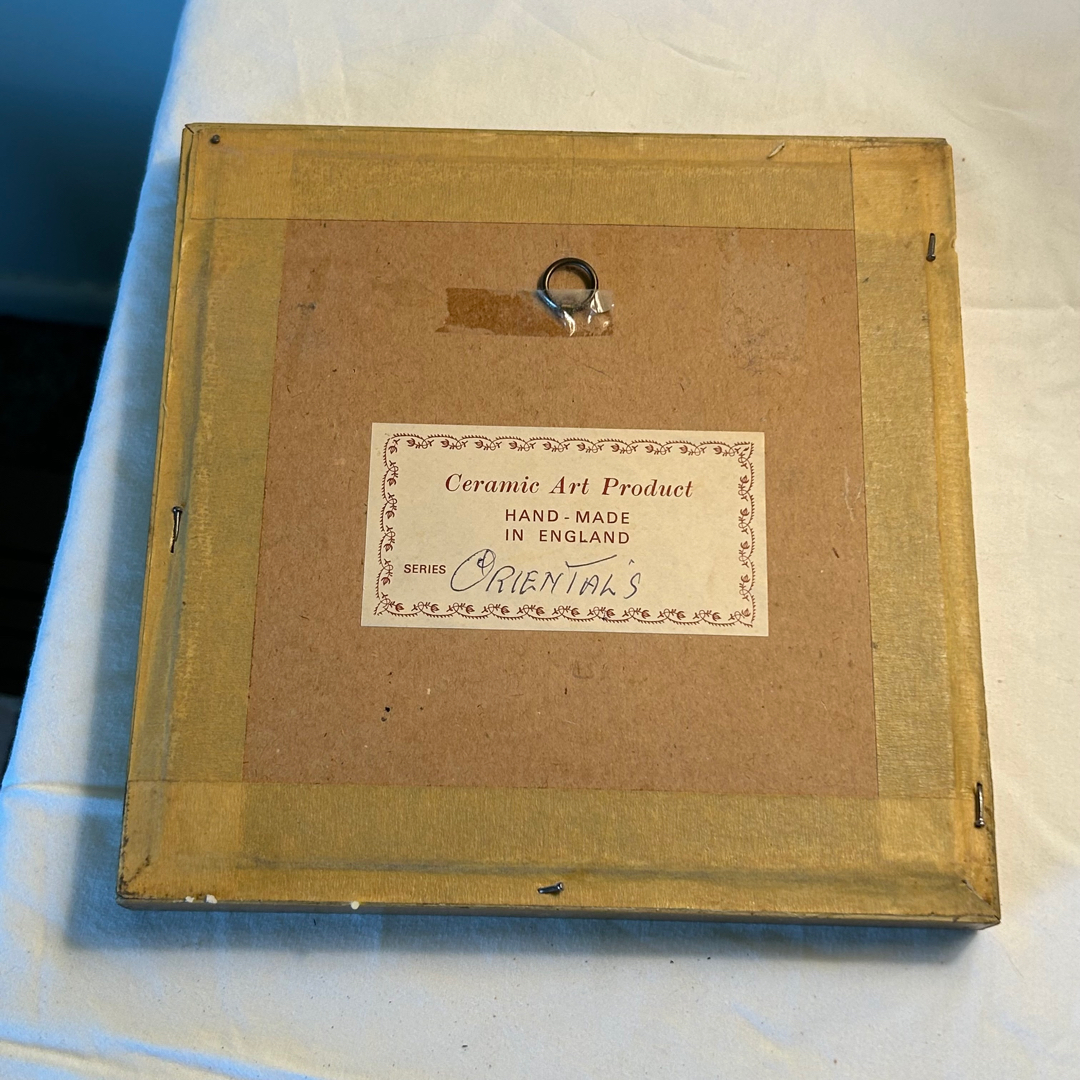 Ceramic Art Product
HAND-MADE
IN ENGLAND
SERIES ORIENTAL'S